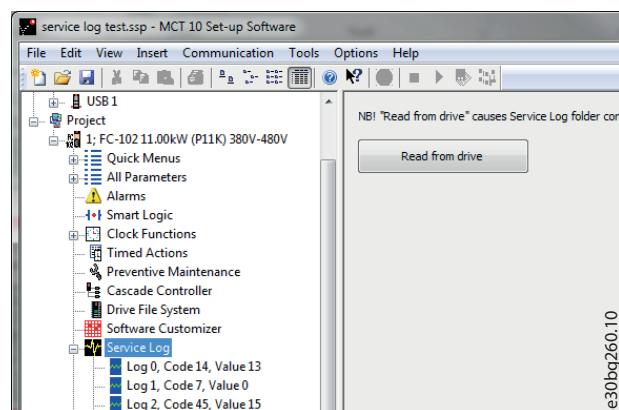 service log test.ssp - MCT 10 Set-up Software
File Edit View Insert Communication Tools Options Help
USB 1
Project
1; FC-102 11.00kW (P11K) 380V-480V
Quick Menus
All Parameters
Alarms
Smart Logic
Clock Functions
Timed Actions
Preventive Maintenance
Cascade Controller
Drive File System
Software Customizer
Service Log
Log 0, Code 14, Value 13
Log 1, Code 7, Value 0
Log 2, Code 45, Value 15
NB! "Read from drive" causes Service Log folder con
Read from drive
e30bq260.10